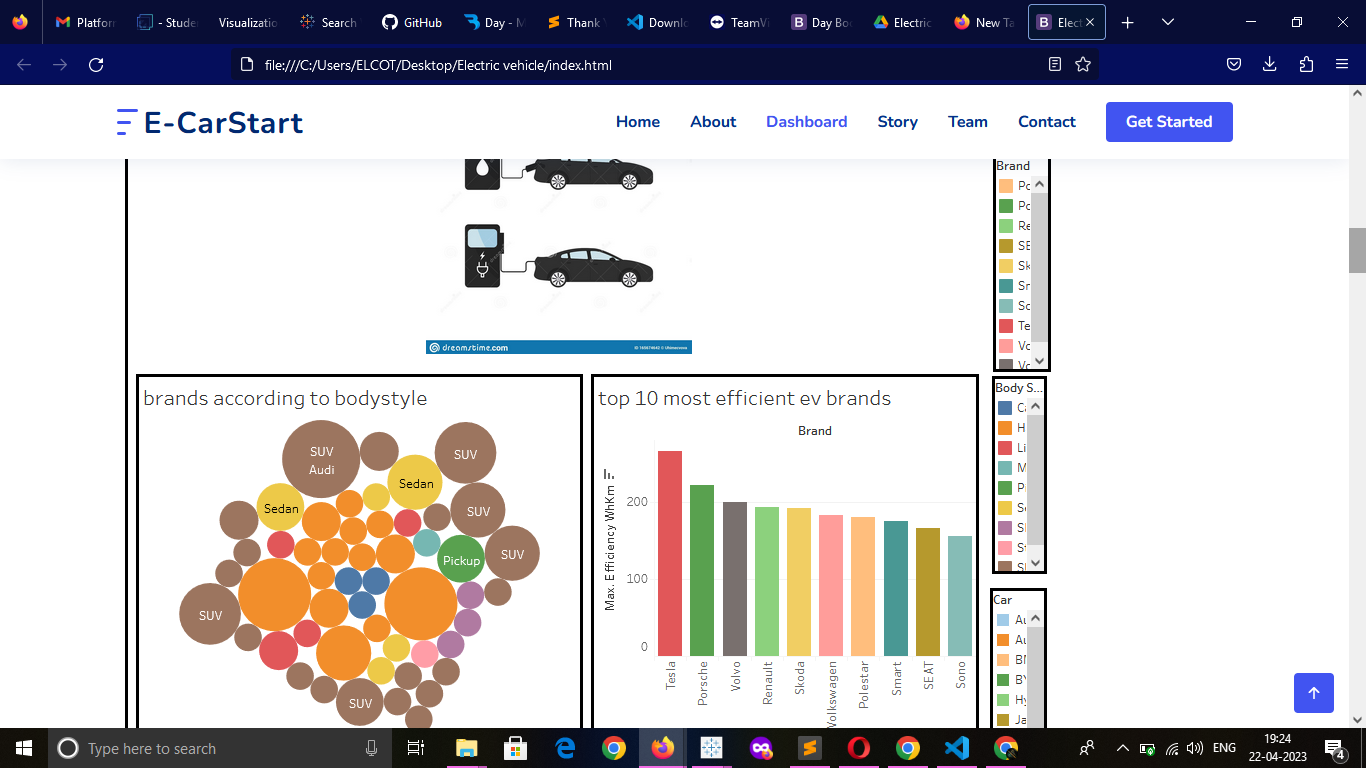 Platform
- Stude
Visualizatio
Search
GitHub
Day - M
Thank Y
Downlo
TeamVi
Day Boo
Electric
New Ta
Elect
file:///C:/Users/ELCOT/Desktop/Electric vehicle/index.html
E-CarStart
Home
About
Dashboard
Story
Team
Contact
Get Started
Brand
Po
Po
Re
SE
Sk
Sm
So
Te
Vo
Vo
dreamstime.com
brands according to bodystyle
SUV
Audi
SUV
Sedan
Sedan
SUV
SUV
Pickup
SUV
SUV
top 10 most efficient ev brands
Brand
Max. Efficiency WhKm
200
100
0
Tesla
Porsche
Volvo
Renault
Skoda
Volkswagen
Polestar
Smart
SEAT
Sono
Body S...
Ca
H
Li
M
Pi
Se
St
Car
Au
Au
BM
BY
Hy
Ja
Type here to search
ENG
19:24
22-04-2023
4